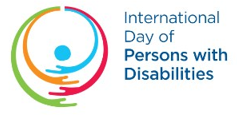 International
Day of
Persons with
Disabilities